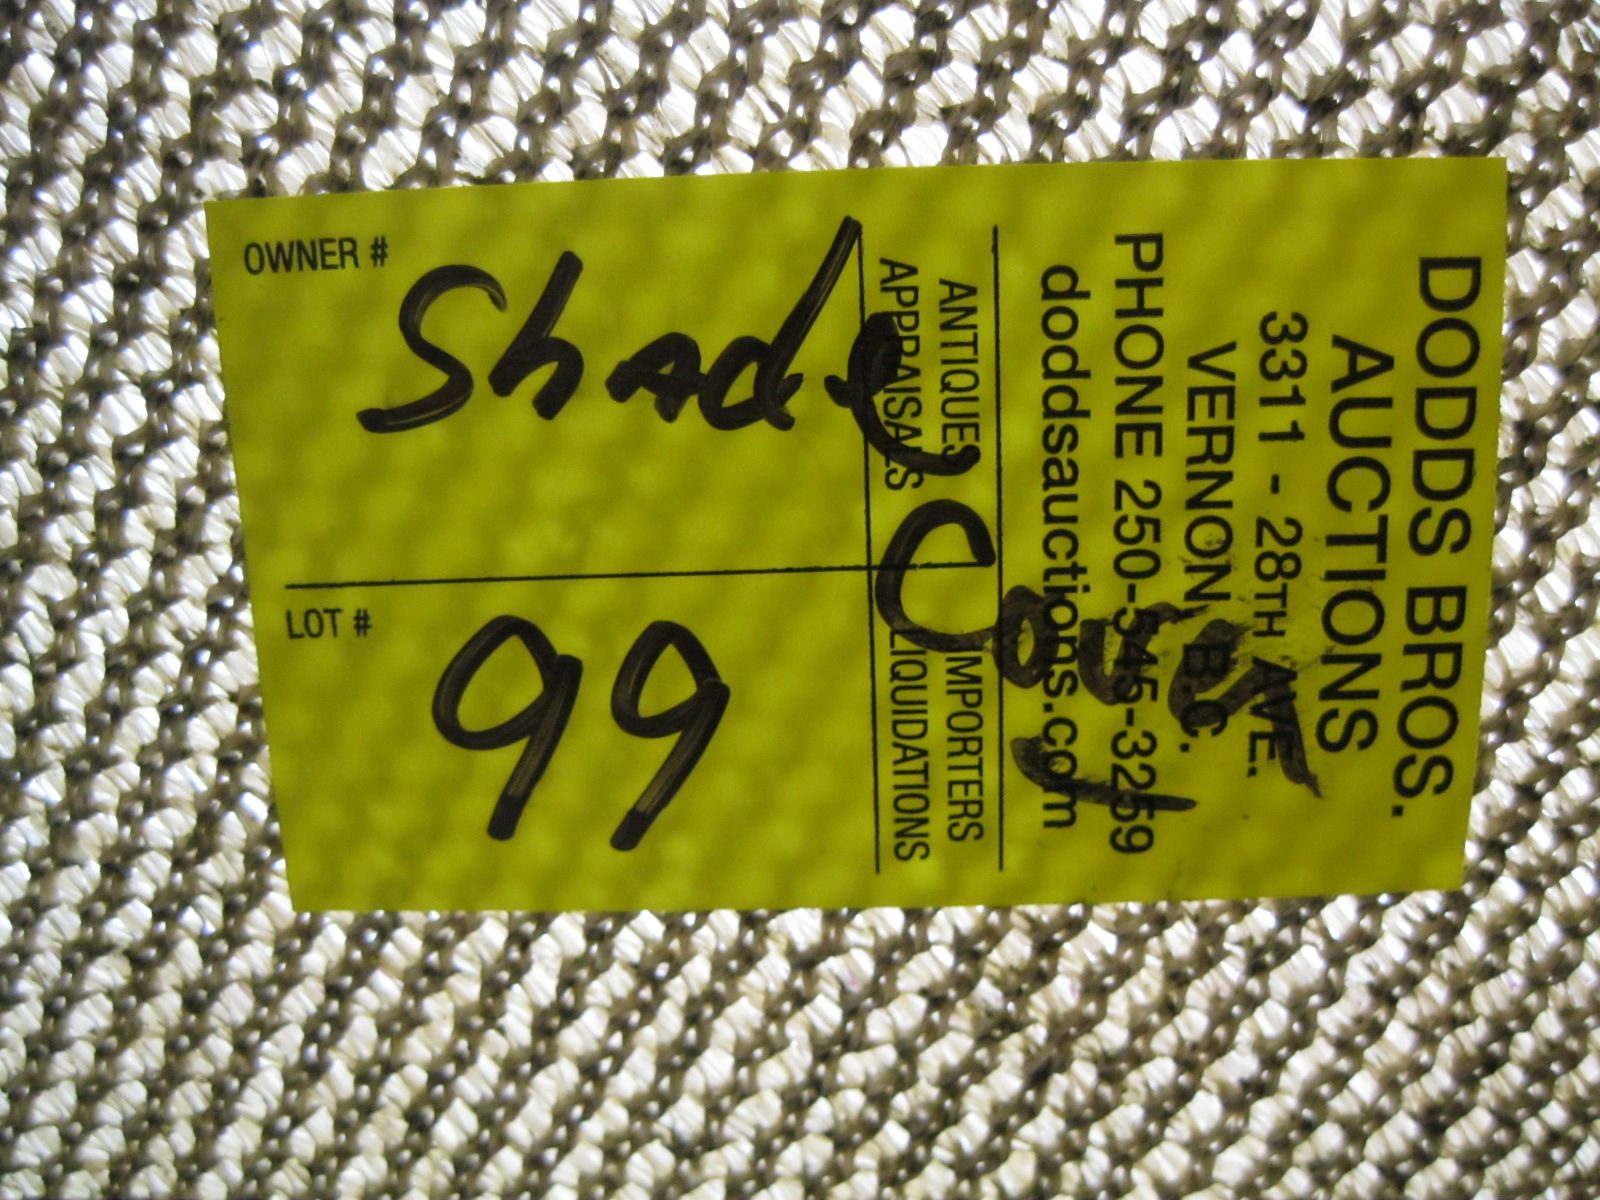 DODDS BROS.
AUCTIONS
3311 - 28TH AVE.
VERNON, B.C.
PHONE 250-545-3259
doddsauctions.com
ANTIQUES IMPORTERS
APPRAISALS LIQUIDATIONS
OWNER #
Shade
LOT #
99